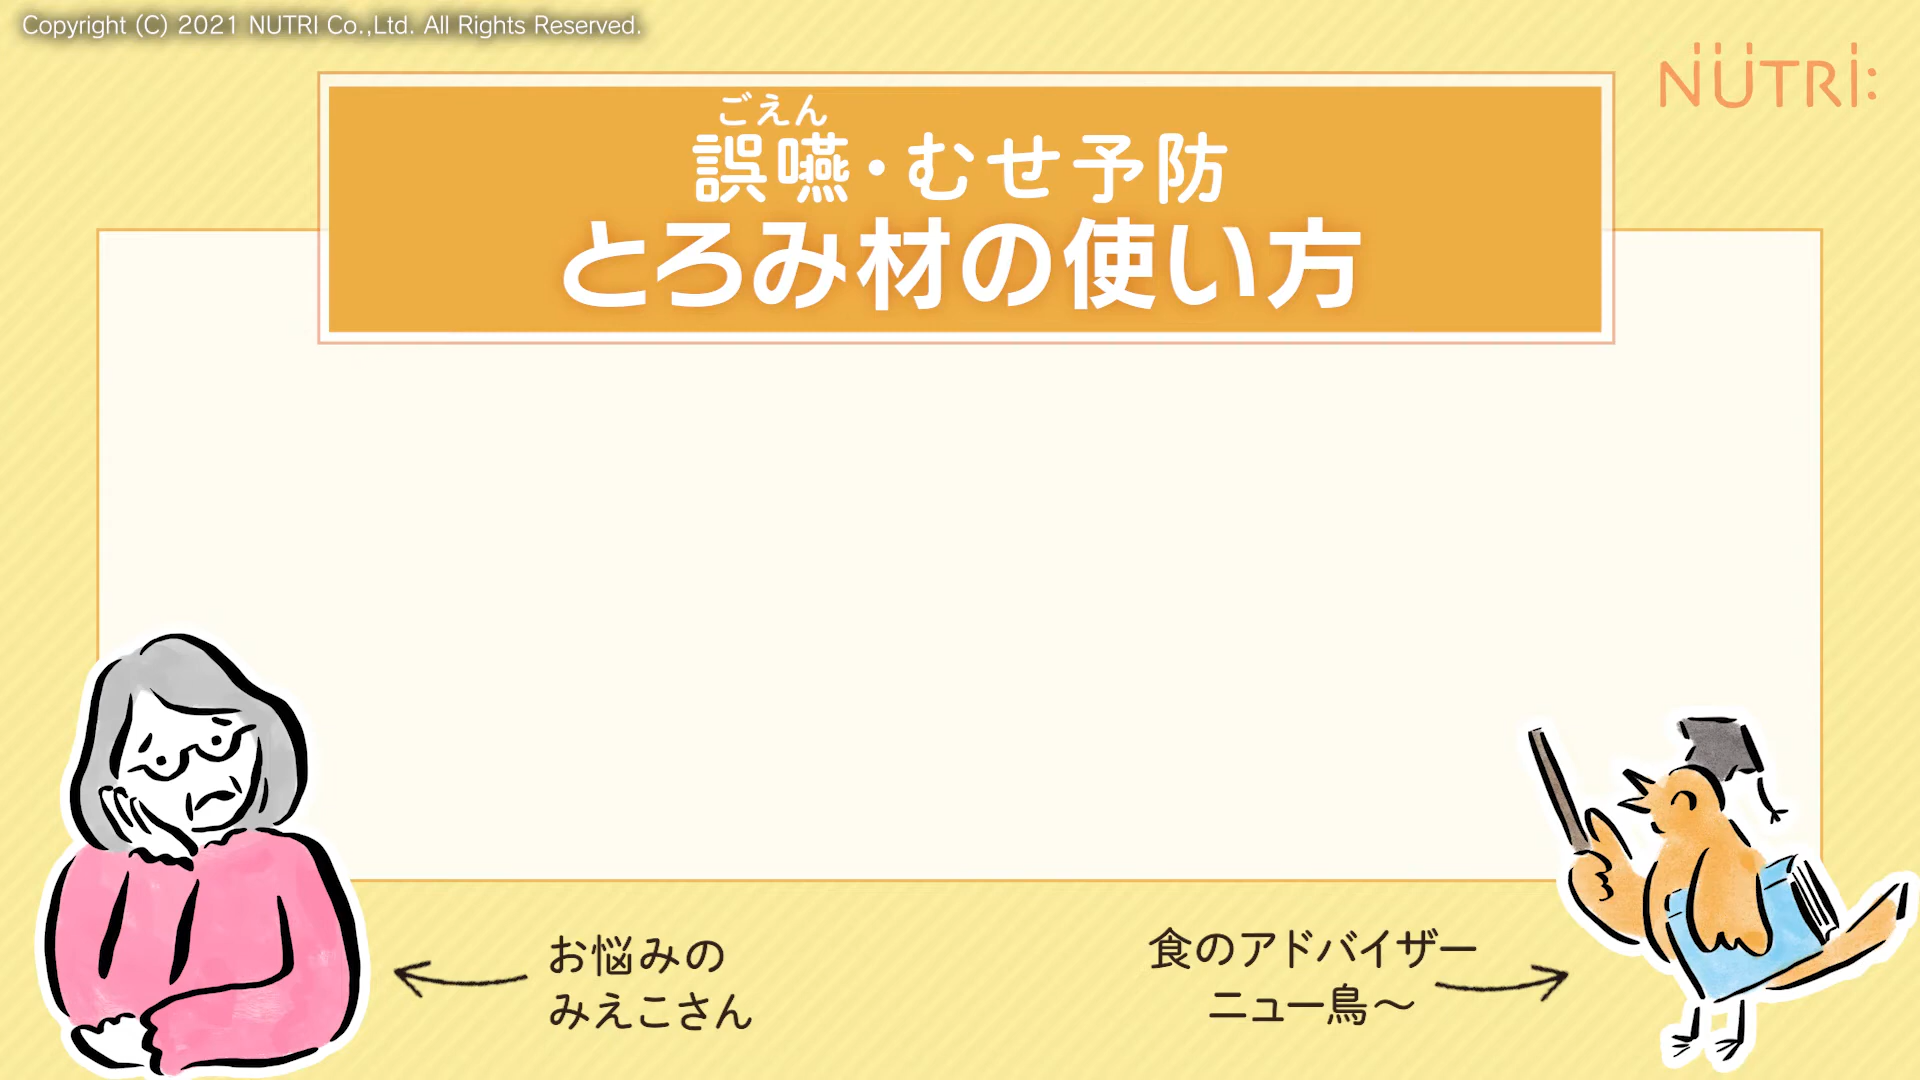 Copyright (C) 2021 NUTRI Co.,Ltd. All Rights Reserved.
NUTRI:
ごえん
誤嚥・むせ予防
とろみ材の使い方
お悩みの
みえこさん
食のアドバイザー
ニュー鳥〜